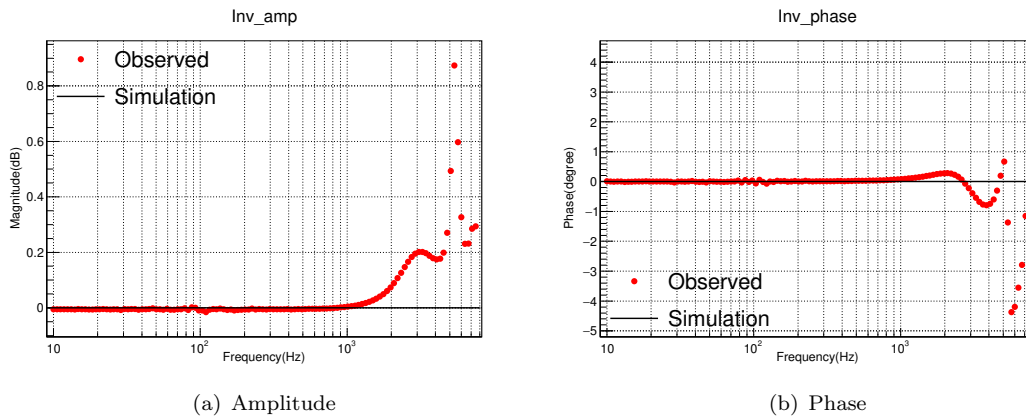 Inv_amp
Observed
Simulation
Magnitude(dB)
0.8
0.6
0.4
0.2
0
10
10²
10³
Frequency(Hz)
(a) Amplitude
Inv_phase
Observed
Simulation
Phase(degree)
4
3
2
1
0
−1
−2
−3
−4
−5
10
10²
10³
Frequency(Hz)
(b) Phase